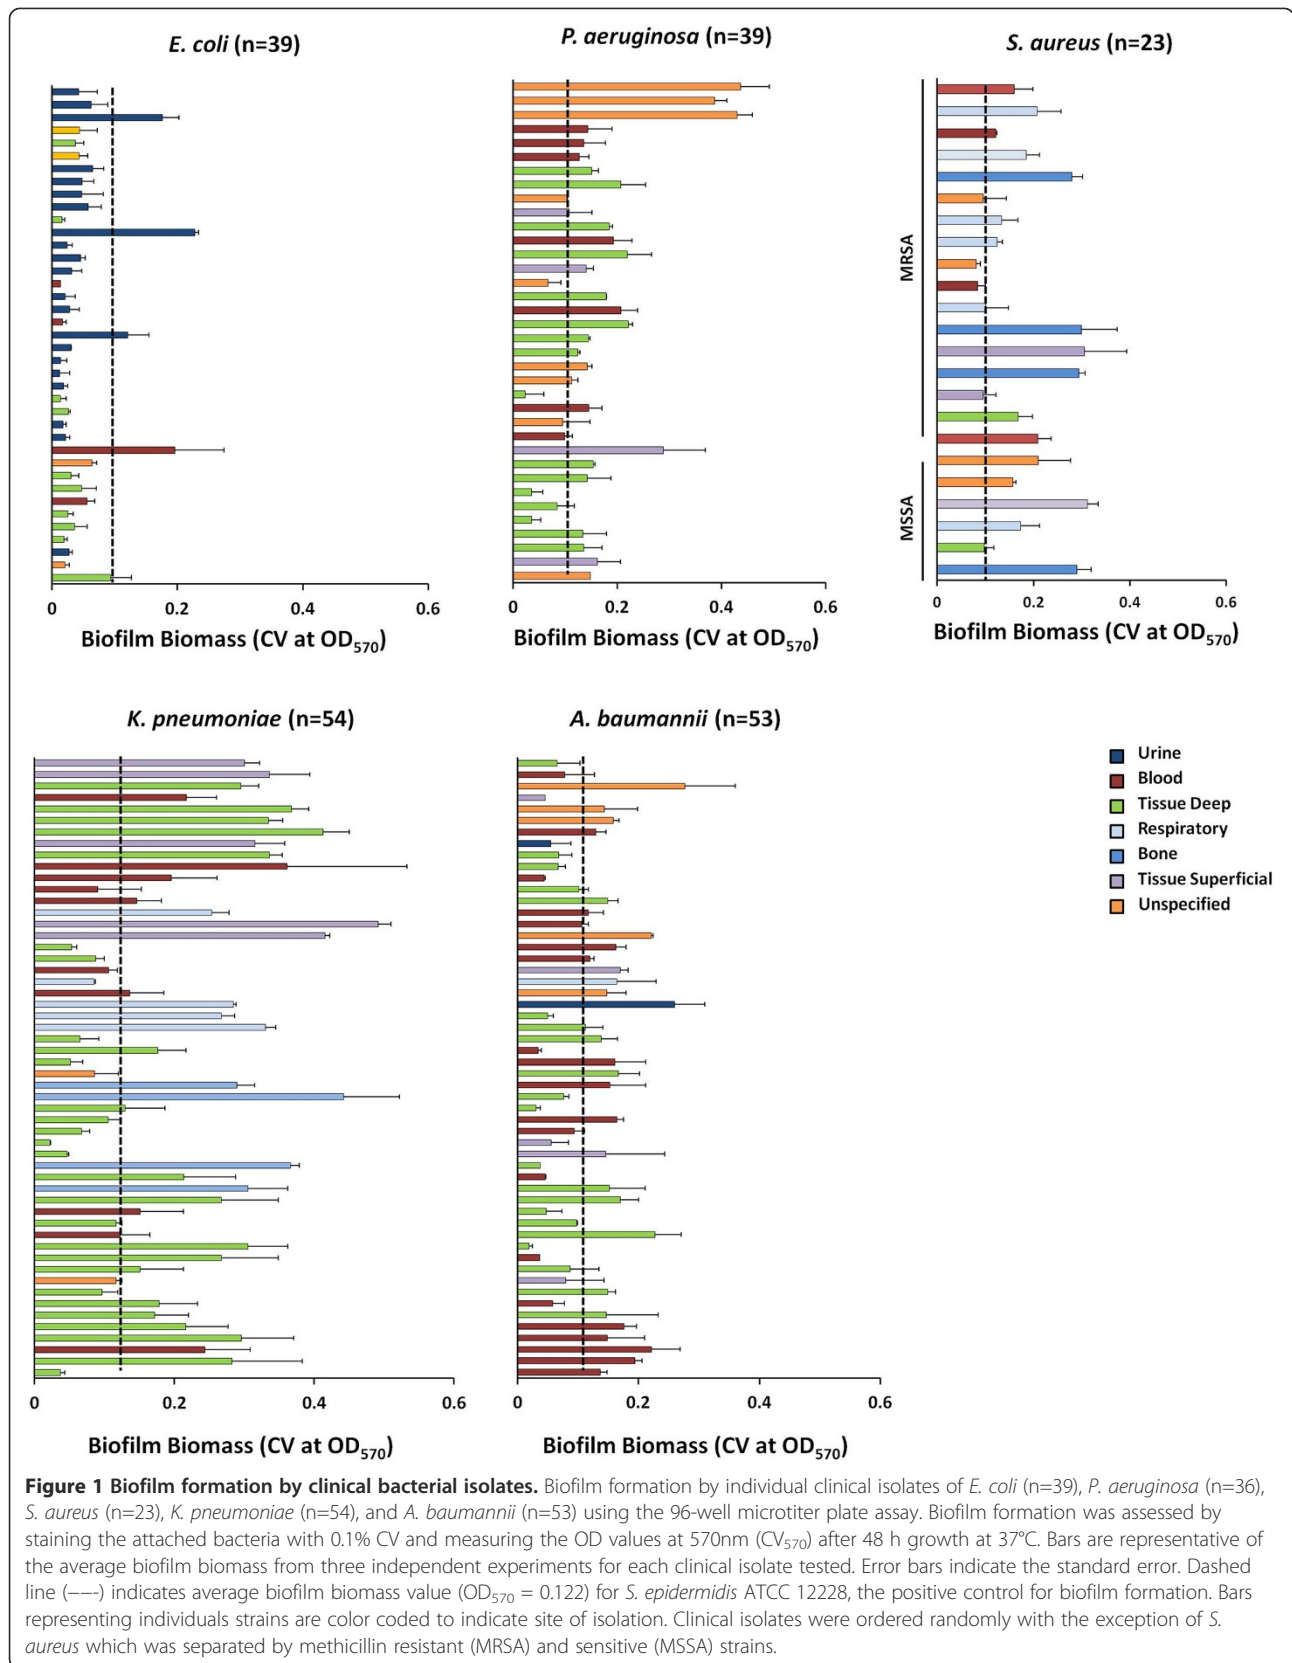 E. coli (n=39)
P. aeruginosa (n=39)
S. aureus (n=23)
MRSA
MSSA
0 0.2 0.4 0.6
0 0.2 0.4 0.6
0 0.2 0.4 0.6
Biofilm Biomass (CV at OD570)
Biofilm Biomass (CV at OD570)
Biofilm Biomass (CV at OD570)
K. pneumoniae (n=54)
A. baumannii (n=53)
Urine
Blood
Tissue Deep
Respiratory
Bone
Tissue Superficial
Unspecified
0 0.2 0.4 0.6
0 0.2 0.4 0.6
Biofilm Biomass (CV at OD570)
Biofilm Biomass (CV at OD570)
Figure 1 Biofilm formation by clinical bacterial isolates. Biofilm formation by individual clinical isolates of E. coli (n=39), P. aeruginosa (n=36),
S. aureus (n=23), K. pneumoniae (n=54), and A. baumannii (n=53) using the 96-well microtiter plate assay. Biofilm formation was assessed by
staining the attached bacteria with 0.1% CV and measuring the OD values at 570nm (CV570) after 48 h growth at 37°C. Bars are representative of
the average biofilm biomass from three independent experiments for each clinical isolate tested. Error bars indicate the standard error. Dashed
line (−−−-) indicates average biofilm biomass value (OD570 = 0.122) for S. epidermidis ATCC 12228, the positive control for biofilm formation. Bars
representing individuals strains are color coded to indicate site of isolation. Clinical isolates were ordered randomly with the exception of S.
aureus which was separated by methicillin resistant (MRSA) and sensitive (MSSA) strains.